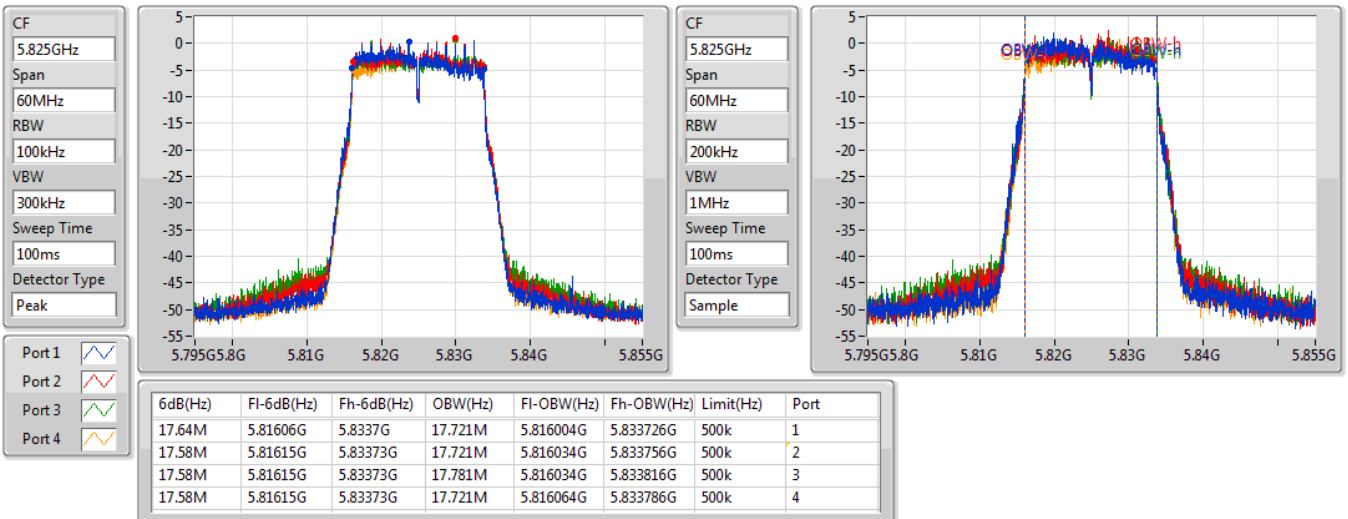 CF
5.825GHz
Span
60MHz
RBW
100kHz
VBW
300kHz
Sweep Time
100ms
Detector Type
Peak
5
0
-5
-10
-15
-20
-25
-30
-35
-40
-45
-50
-55
5.795G 5.8G 5.81G 5.82G 5.83G 5.84G 5.855G
CF
5.825GHz
Span
60MHz
RBW
200kHz
VBW
1MHz
Sweep Time
100ms
Detector Type
Sample
5
0
-5
-10
-15
-20
-25
-30
-35
-40
-45
-50
-55
OBW-h
5.795G 5.8G 5.81G 5.82G 5.83G 5.84G 5.855G
Port 1
Port 2
Port 3
Port 4
6dB(Hz) Fl-6dB(Hz) Fh-6dB(Hz) OBW(Hz) Fl-OBW(Hz) Fh-OBW(Hz) Limit(Hz) Port
17.64M 5.81606G 5.8337G 17.721M 5.816004G 5.833726G 500k 1
17.58M 5.81615G 5.83373G 17.721M 5.816034G 5.833756G 500k 2
17.58M 5.81615G 5.83373G 17.781M 5.816034G 5.833816G 500k 3
17.58M 5.81615G 5.83373G 17.721M 5.816064G 5.833786G 500k 4